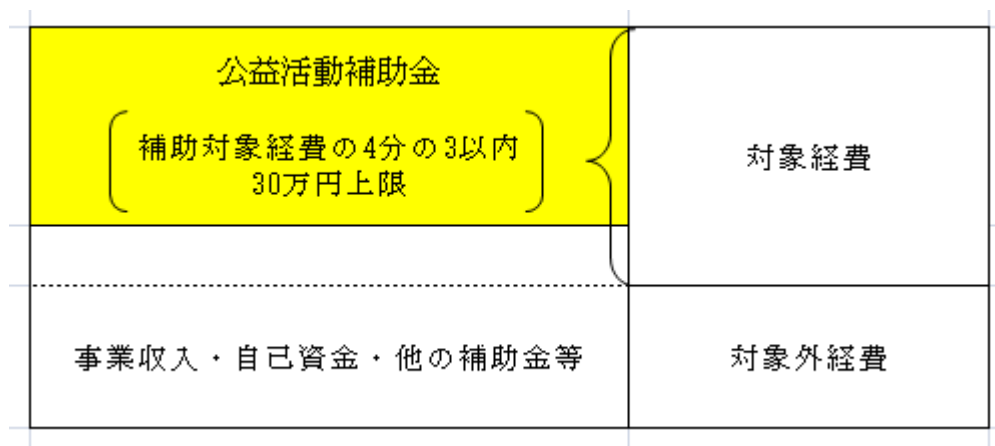 公益活動補助金
補助対象経費の4分の3以内
30万円上限
対象経費
事業収入・自己資金・他の補助金等
対象外経費